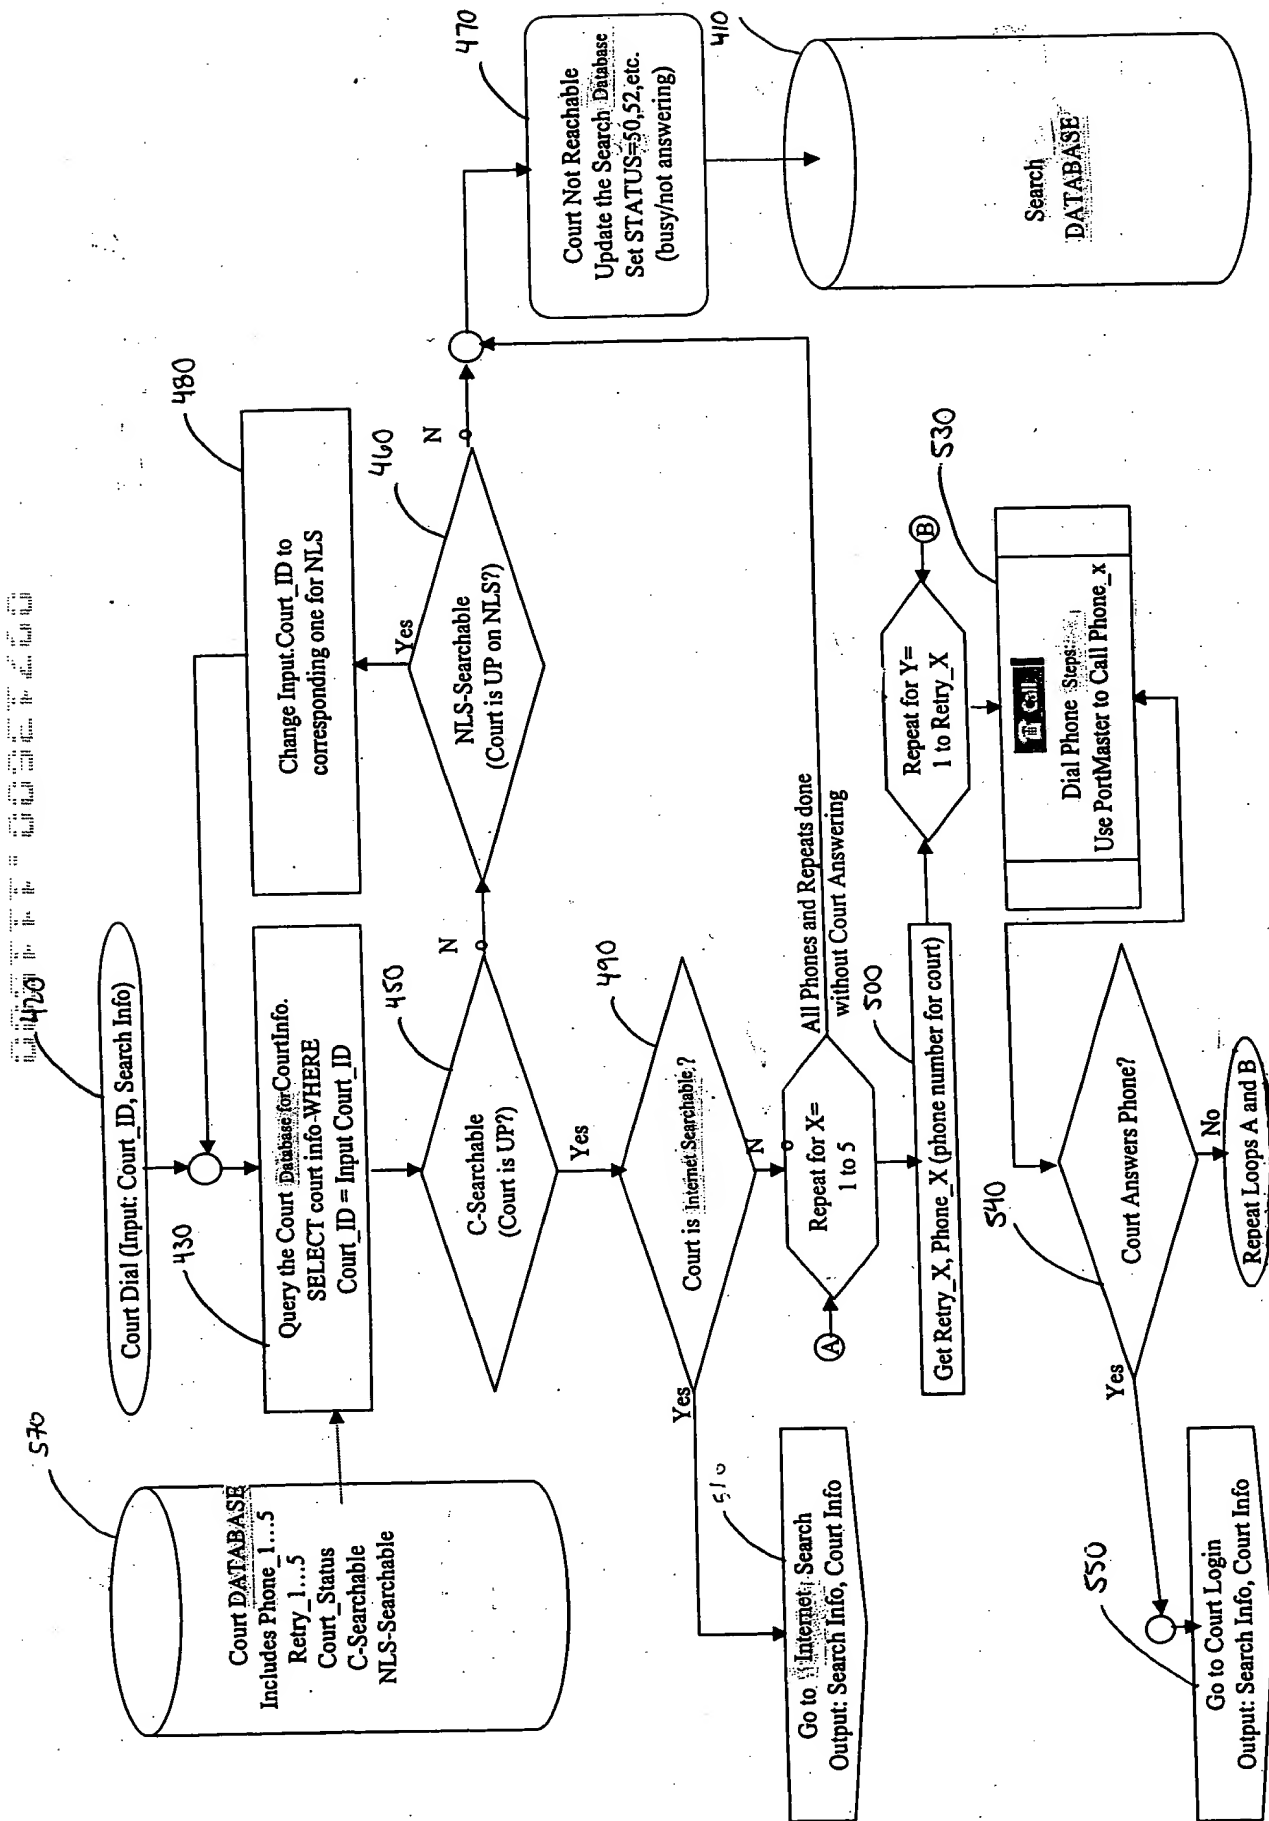 420
Court Dial (Input: Court_ID, Search Info)
570
Court DATABASE
Includes Phone_1...5
Retry_1...5
Court_Status
C-Searchable
NLS-Searchable
430
Query the Court Database for CourtInfo.
SELECT court info WHERE
Court_ID = Input Court_ID
480
Change Input.Court_ID to
corresponding one for NLS
450
C-Searchable
(Court is UP?)
N
Yes
460
NLS-Searchable
(Court is UP on NLS?)
Yes
N
470
Court Not Reachable
Update the Search Database
Set STATUS=50,52,etc.
(busy/not answering)
410
Search
DATABASE
490
Court is Internet Searchable?
Yes
N
510
Go to Internet Search
Output: Search Info, Court Info
A
Repeat for X=
1 to 5
All Phones and Repeats done
without Court Answering
500
Get Retry_X, Phone_X (phone number for court)
Repeat for Y=
1 to Retry_X
B
530
Call
Dial Phone Steps:
Use PortMaster to Call Phone_x
540
Court Answers Phone?
Yes
No
Repeat Loops A and B
550
Go to Court Login
Output: Search Info, Court Info